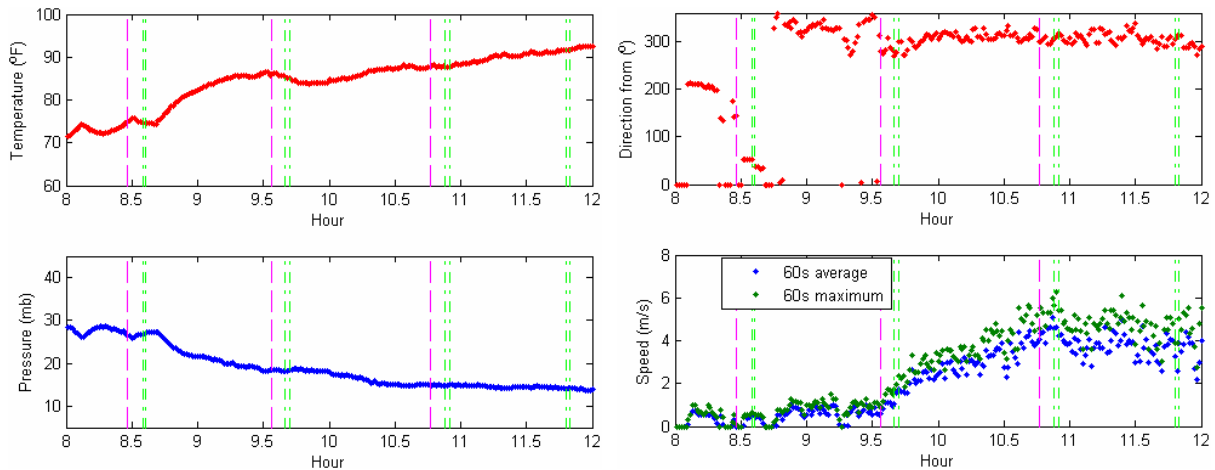 100
90
80
70
60
Temperature (ºF)
8 8.5 9 9.5 10 10.5 11 11.5 12
Hour
300
200
100
0
Direction from (º)
8 8.5 9 9.5 10 10.5 11 11.5 12
Hour
40
30
20
10
Pressure (mb)
8 8.5 9 9.5 10 10.5 11 11.5 12
Hour
8
6
4
2
0
Speed (m/s)
60s average
60s maximum
8 8.5 9 9.5 10 10.5 11 11.5 12
Hour